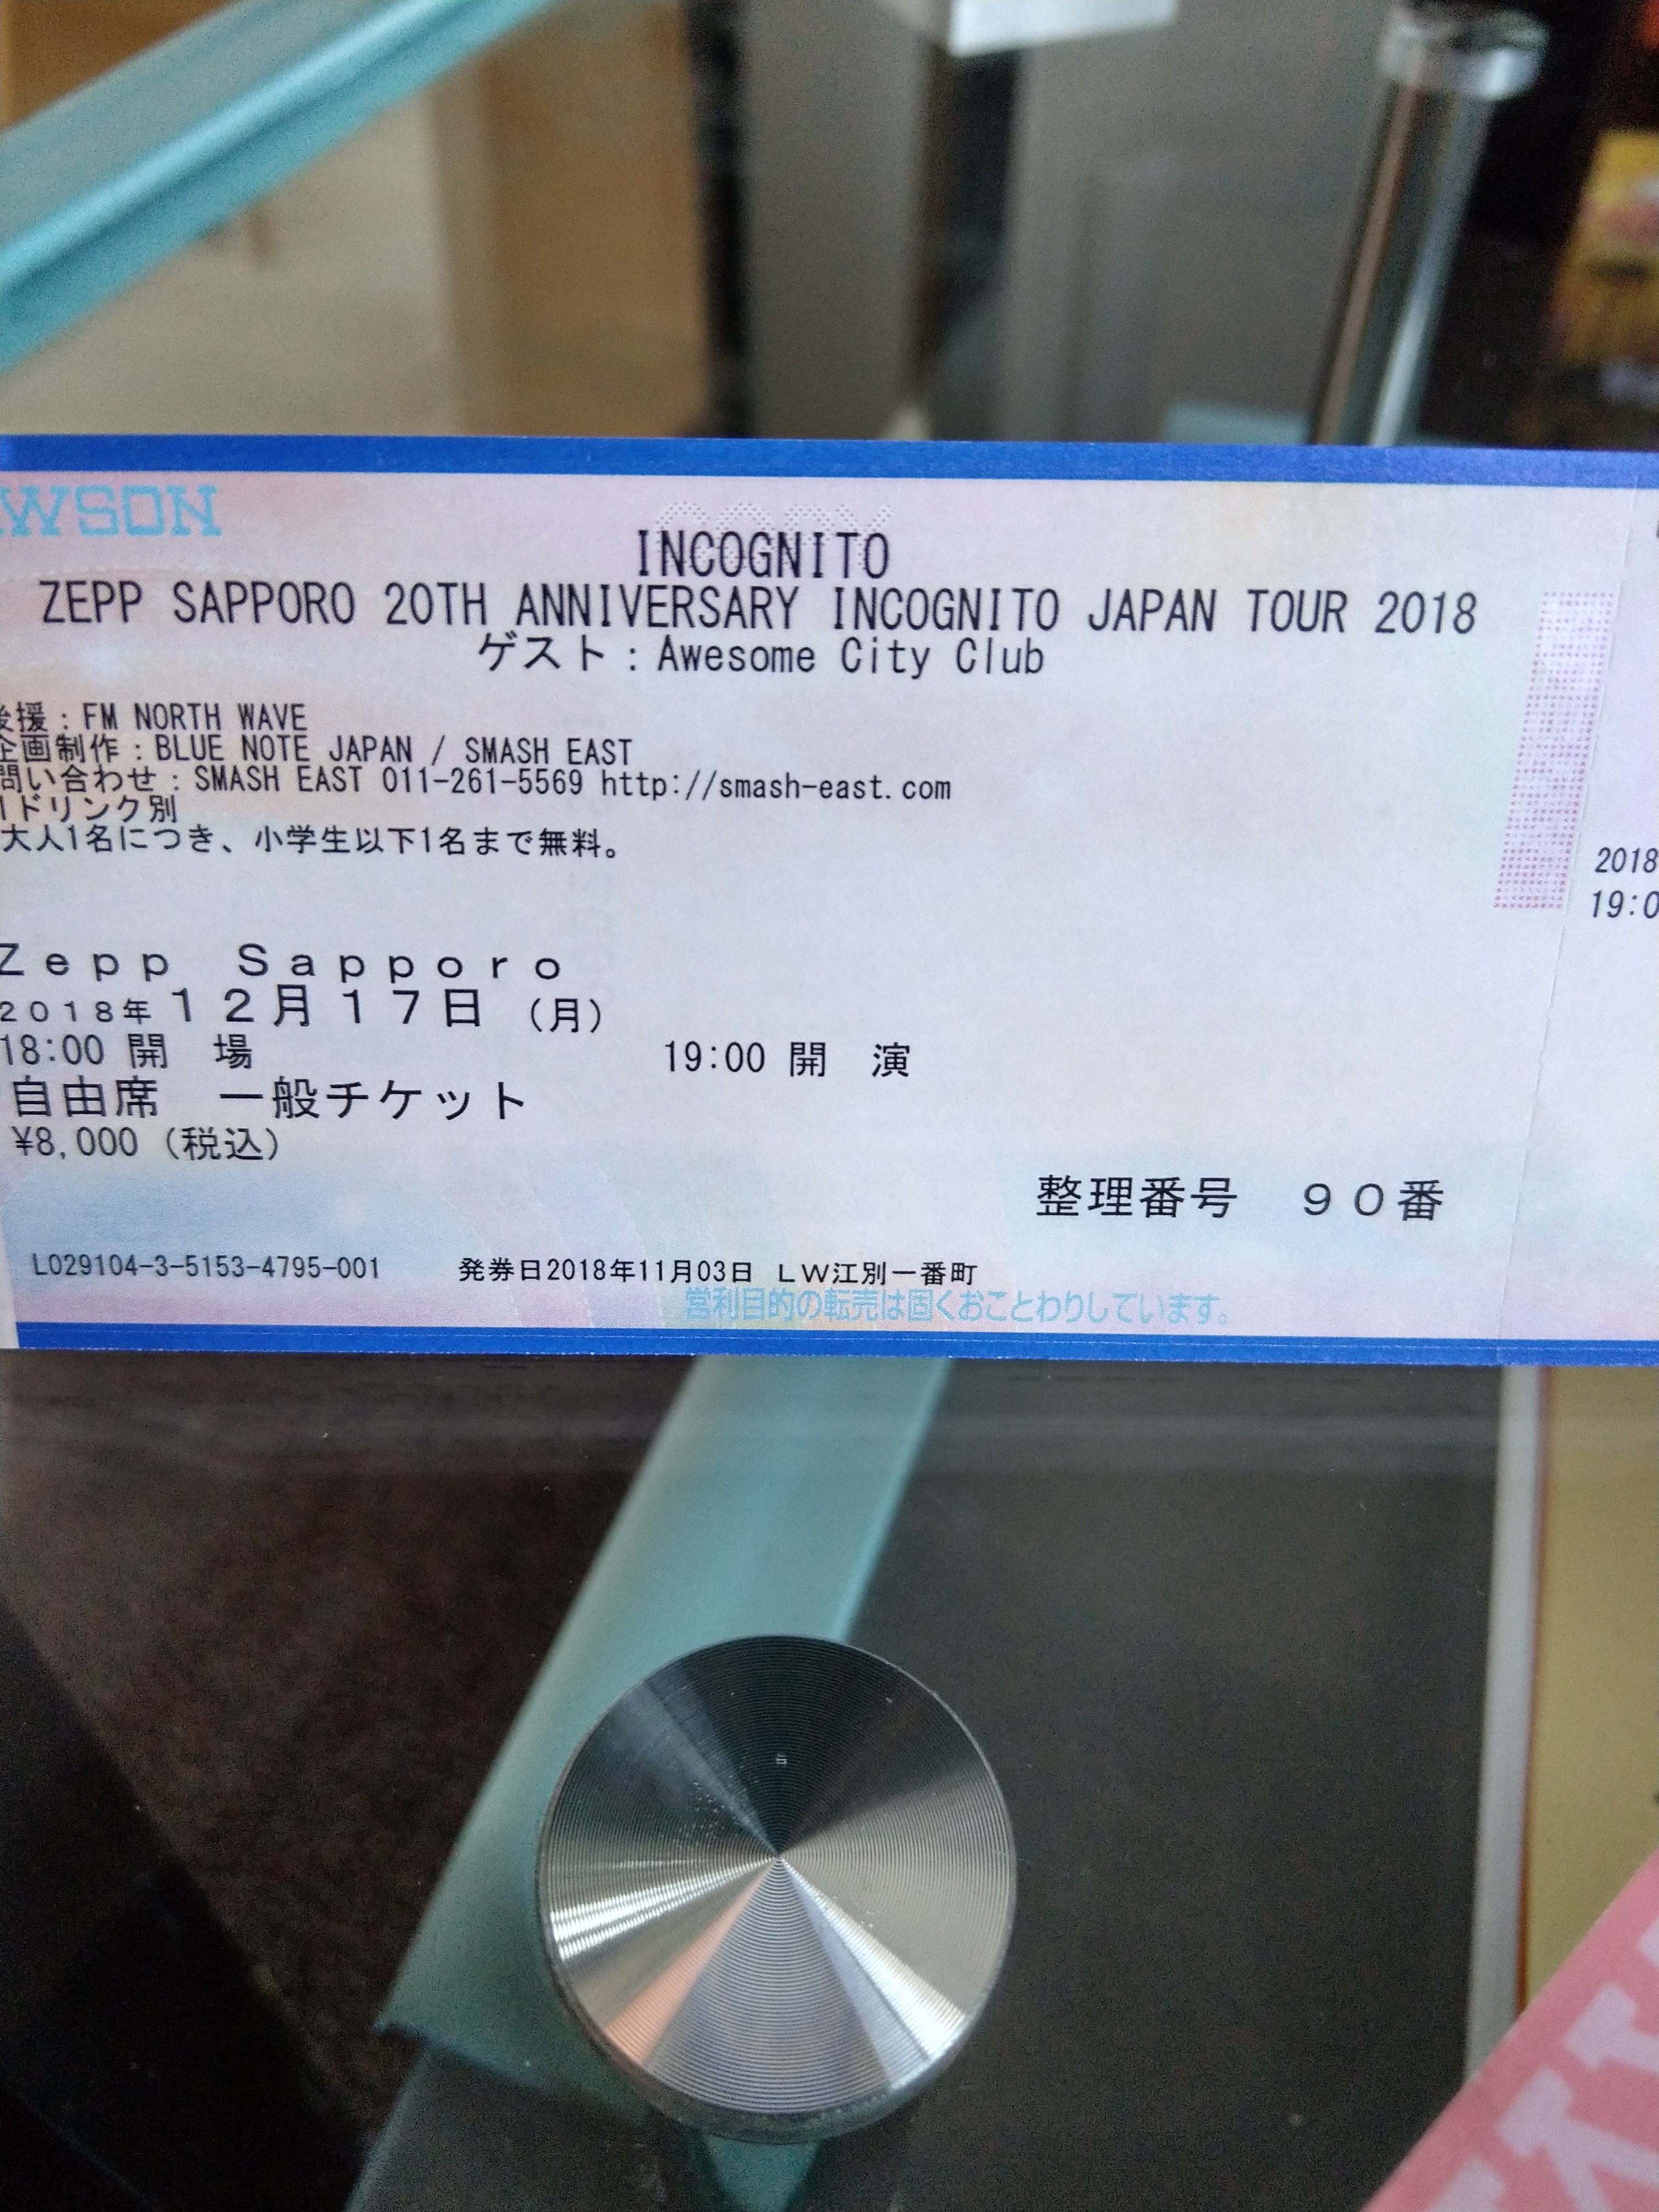 WSON
INCOGNITO
ZEPP SAPPORO 20TH ANNIVERSARY INCOGNITO JAPAN TOUR 2018
ゲスト:Awesome City Club
後援:FM NORTH WAVE
企画制作:BLUE NOTE JAPAN / SMASH EAST
問い合わせ:SMASH EAST 011-261-5569 http://smash-east.com
1ドリンク別
大人1名につき、小学生以下1名まで無料。
2018
19:0
Zepp Sapporo
2018年12月17日(月)
18:00 開 場 19:00 開 演
自由席 一般チケット
¥8,000(税込)
整理番号 90番
L029104-3-5153-4795-001 発券日2018年11月03日 LW江別一番町
営利目的の転売は固くおことわりしています。